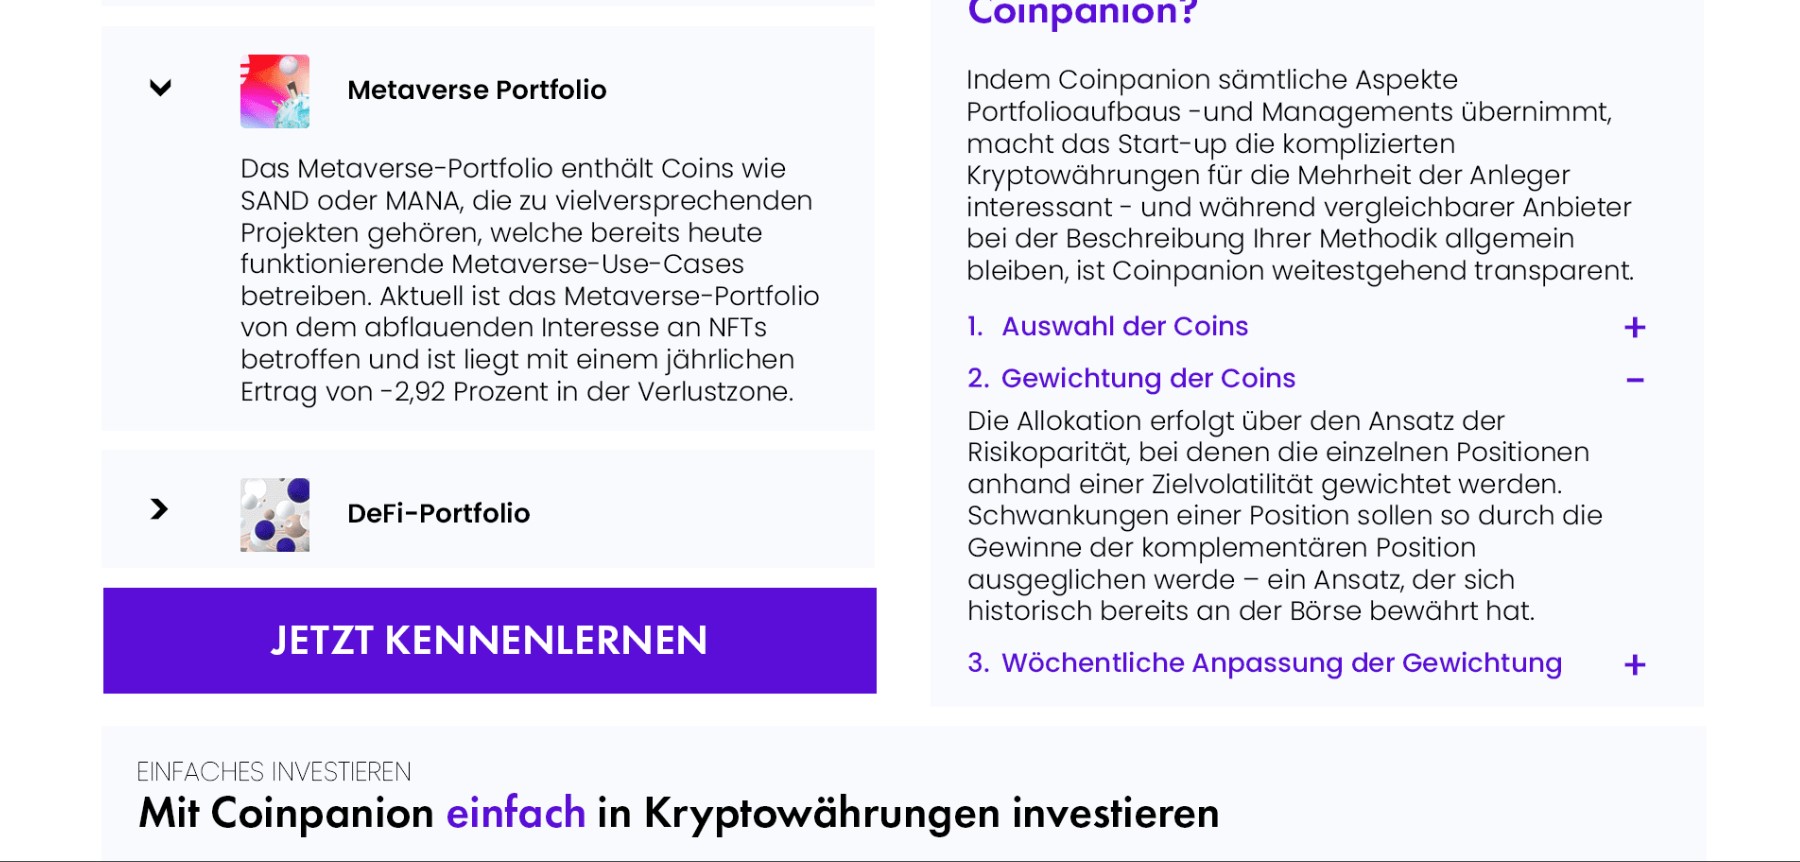 Metaverse Portfolio
Das Metaverse-Portfolio enthält Coins wie
SAND oder MANA, die zu vielversprechenden
Projekten gehören, welche bereits heute
funktionierende Metaverse-Use-Cases
betreiben. Aktuell ist das Metaverse-Portfolio
von dem abflauenden Interesse an NFTs
betroffen und ist liegt mit einem jährlichen
Ertrag von -2,92 Prozent in der Verlustzone.
DeFi-Portfolio
JETZT KENNENLERNEN
Coinpanion?
Indem Coinpanion sämtliche Aspekte
Portfolioaufbaus -und Managements übernimmt,
macht das Start-up die komplizierten
Kryptowährungen für die Mehrheit der Anleger
interessant - und während vergleichbarer Anbieter
bei der Beschreibung Ihrer Methodik allgemein
bleiben, ist Coinpanion weitestgehend transparent.
1. Auswahl der Coins +
2. Gewichtung der Coins -
Die Allokation erfolgt über den Ansatz der
Risikoparität, bei denen die einzelnen Positionen
anhand einer Zielvolatilität gewichtet werden.
Schwankungen einer Position sollen so durch die
Gewinne der komplementären Position
ausgeglichen werde – ein Ansatz, der sich
historisch bereits an der Börse bewährt hat.
3. Wöchentliche Anpassung der Gewichtung +
EINFACHES INVESTIEREN
Mit Coinpanion einfach in Kryptowährungen investieren